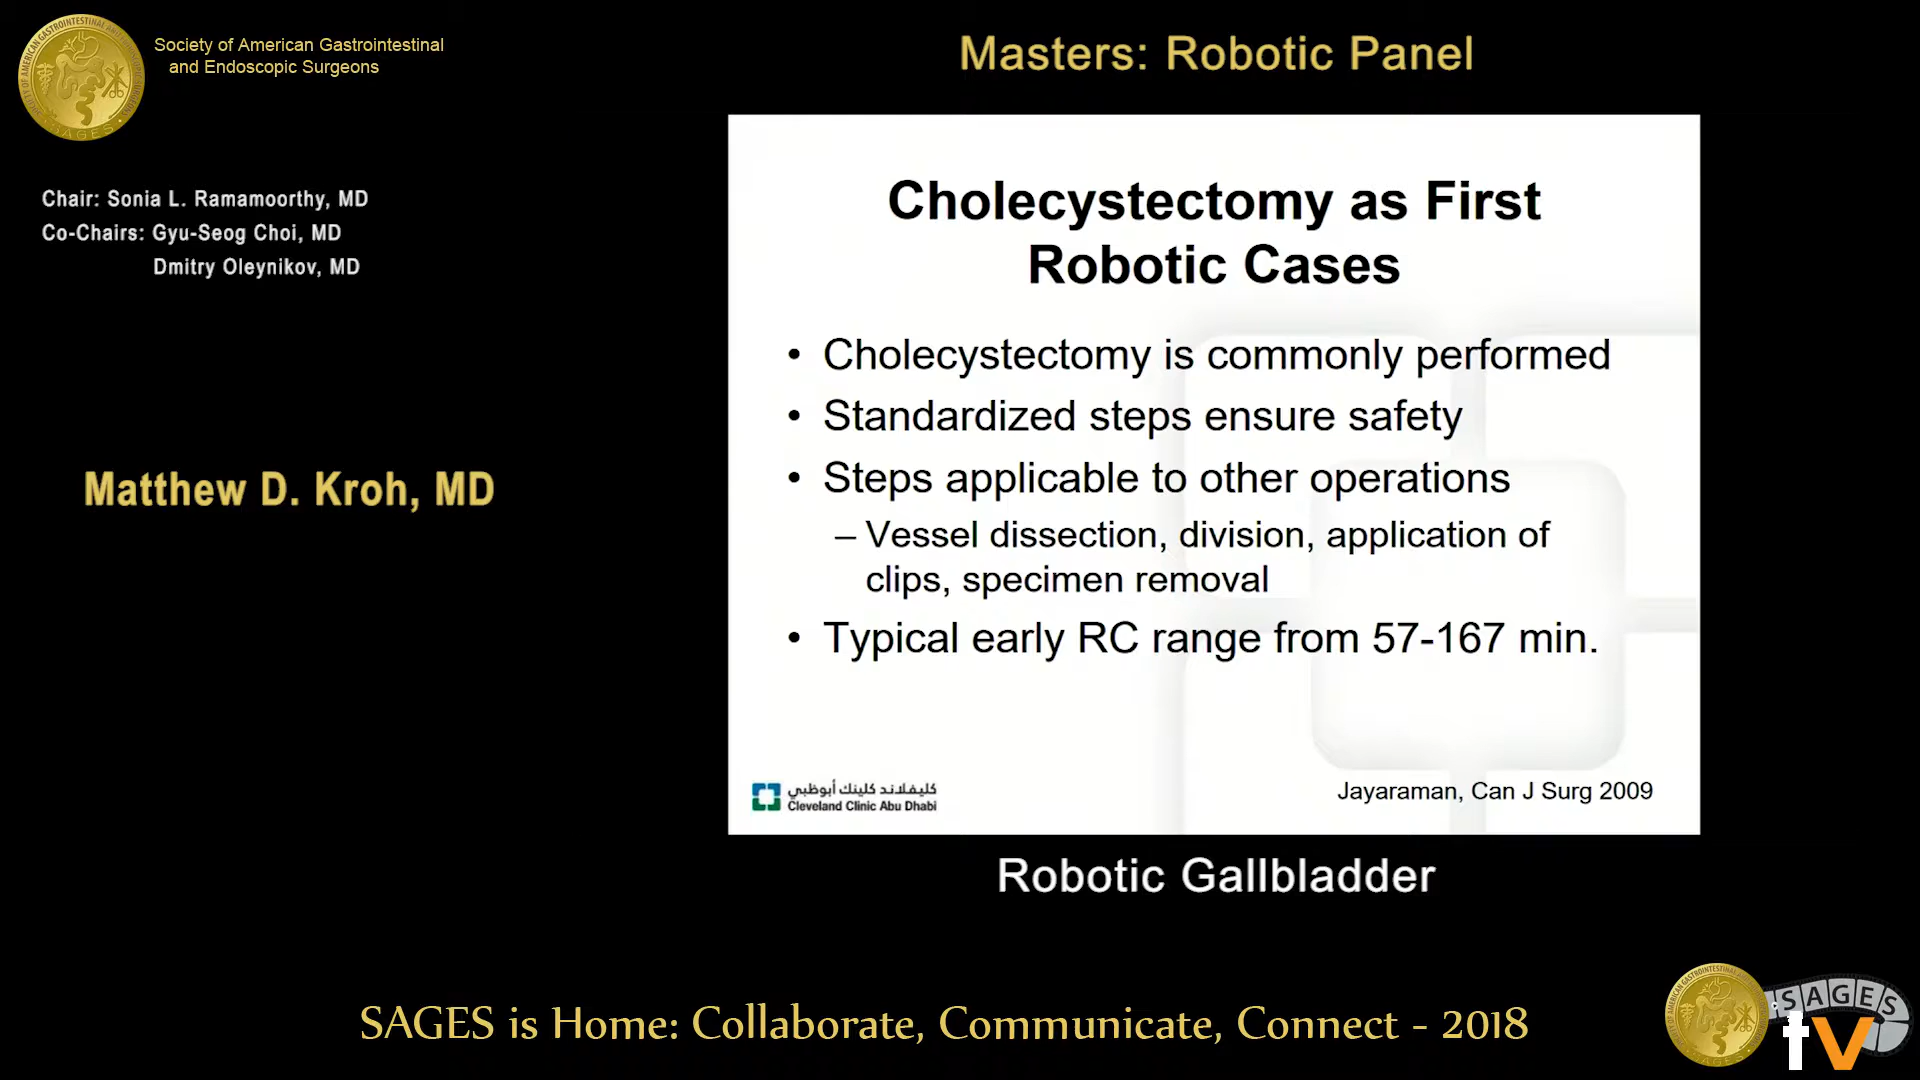 Society of American Gastrointestinal
and Endoscopic Surgeons
Masters: Robotic Panel
Chair: Sonia L. Ramamoorthy, MD
Co-Chairs: Gyu-Seog Choi, MD
Dmitry Oleynikov, MD
Matthew D. Kroh, MD
Cholecystectomy as First
Robotic Cases
• Cholecystectomy is commonly performed
• Standardized steps ensure safety
• Steps applicable to other operations
– Vessel dissection, division, application of
clips, specimen removal
• Typical early RC range from 57-167 min.
كليفلاند كلينك أبوظبي
Cleveland Clinic Abu Dhabi
Jayaraman, Can J Surg 2009
Robotic Gallbladder
SAGES is Home: Collaborate, Communicate, Connect - 2018
SAGES
tv